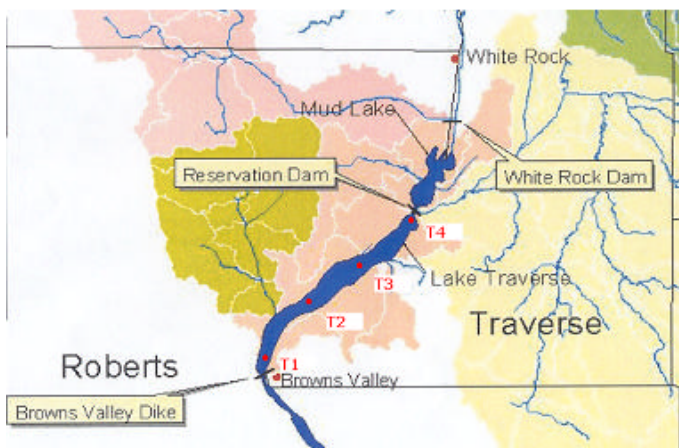 White Rock
Mud Lake
Reservation Dam
White Rock Dam
T4
T3
Lake Traverse
T2
Traverse
T1
Roberts
Browns Valley
Browns Valley Dike